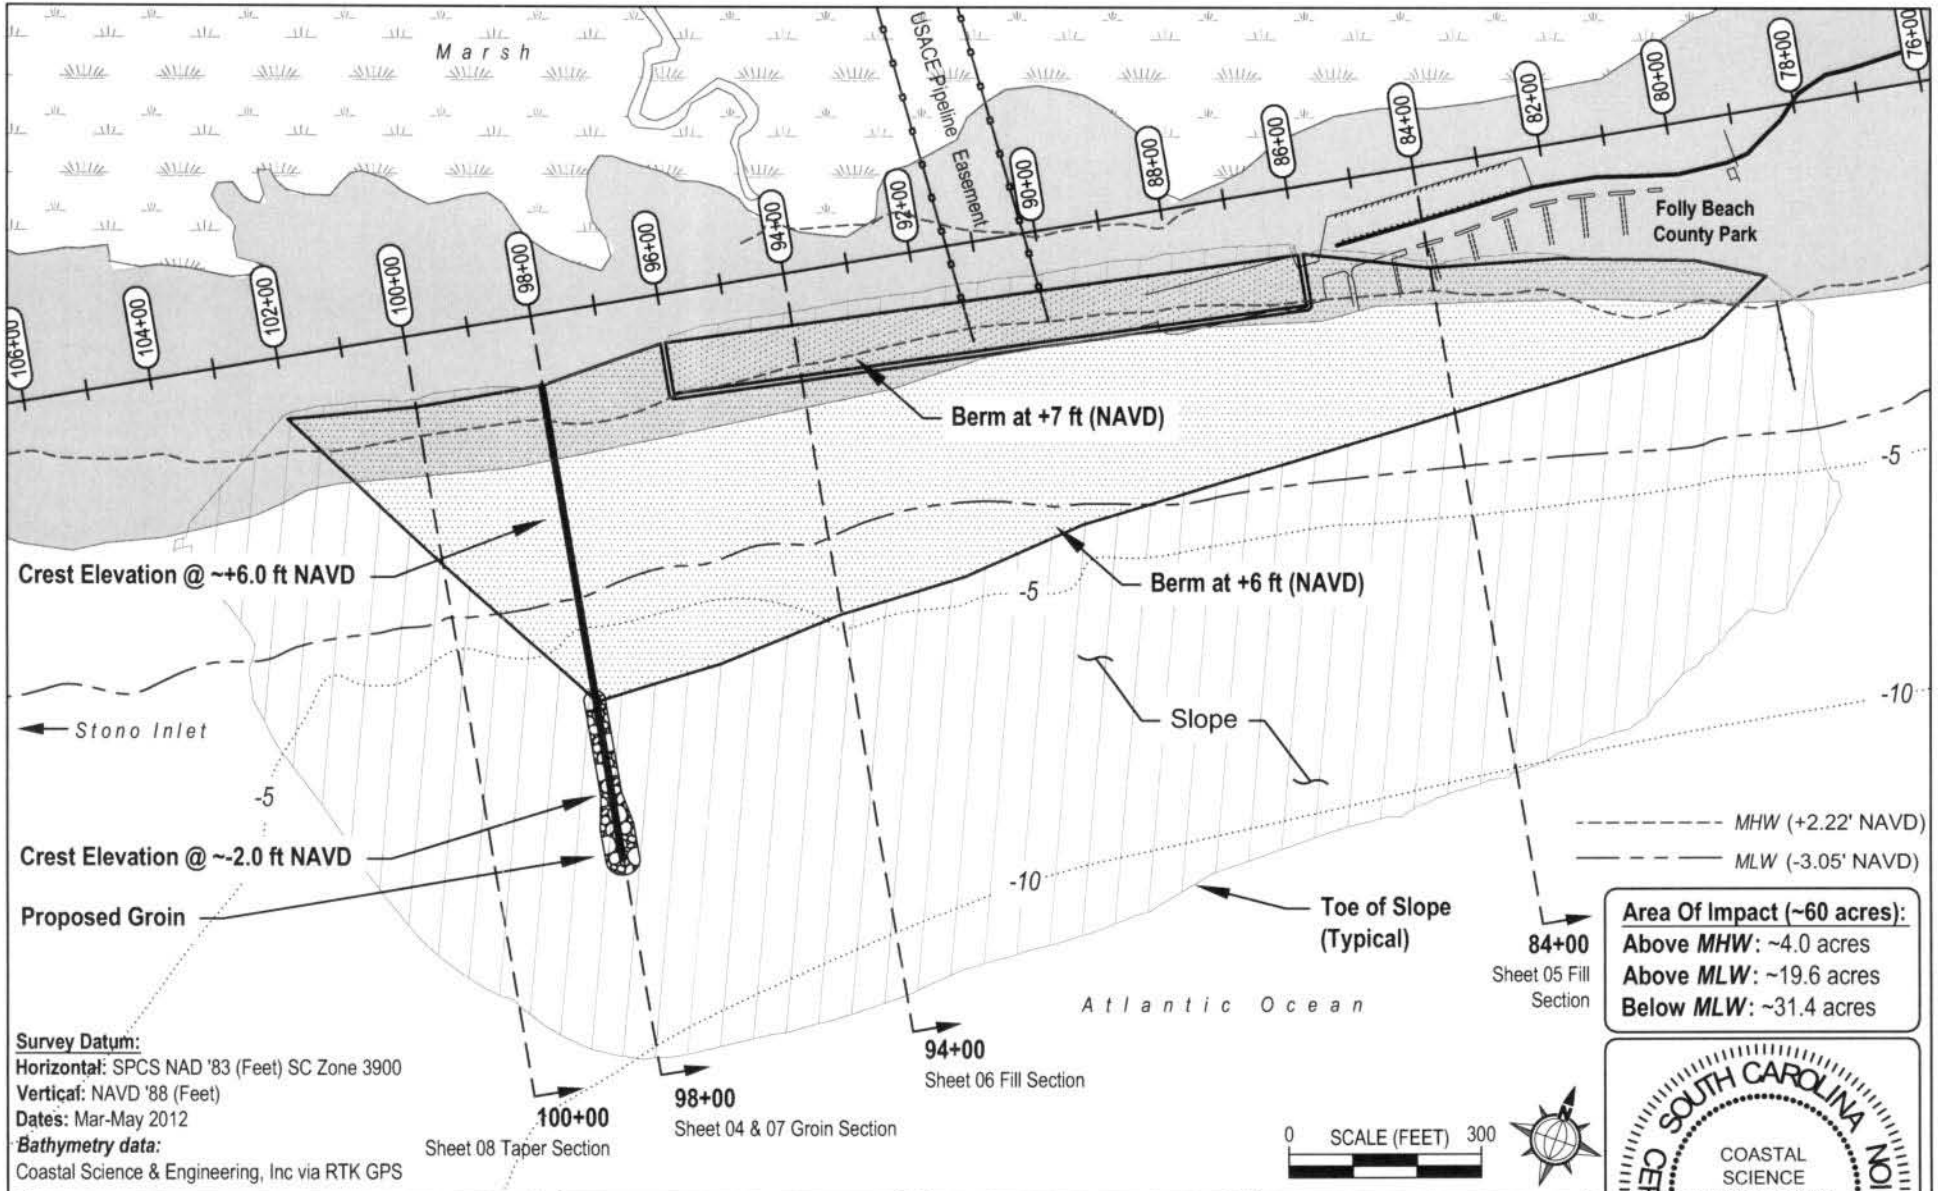 Marsh
USACE Pipeline Easement
76+00
78+00
80+00
82+00
84+00
86+00
88+00
90+00
92+00
94+00
96+00
98+00
100+00
102+00
104+00
106+00
Folly Beach
County Park
Berm at +7 ft (NAVD)
-5
Crest Elevation @ ~+6.0 ft NAVD
Berm at +6 ft (NAVD)
-5
-10
Slope
Stono Inlet
-5
MHW (+2.22' NAVD)
MLW (-3.05' NAVD)
Crest Elevation @ ~-2.0 ft NAVD
-10
Proposed Groin
Toe of Slope
(Typical)
84+00
Sheet 05 Fill
Section
Area Of Impact (~60 acres):
Above MHW: ~4.0 acres
Above MLW: ~19.6 acres
Below MLW: ~31.4 acres
Atlantic Ocean
Survey Datum:
Horizontal: SPCS NAD '83 (Feet) SC Zone 3900
Vertical: NAVD '88 (Feet)
Dates: Mar-May 2012
Bathymetry data:
Coastal Science & Engineering, Inc via RTK GPS
100+00
Sheet 08 Taper Section
98+00
Sheet 04 & 07 Groin Section
94+00
Sheet 06 Fill Section
0 SCALE (FEET) 300
N
SOUTH CAROLINA
COASTAL
SCIENCE